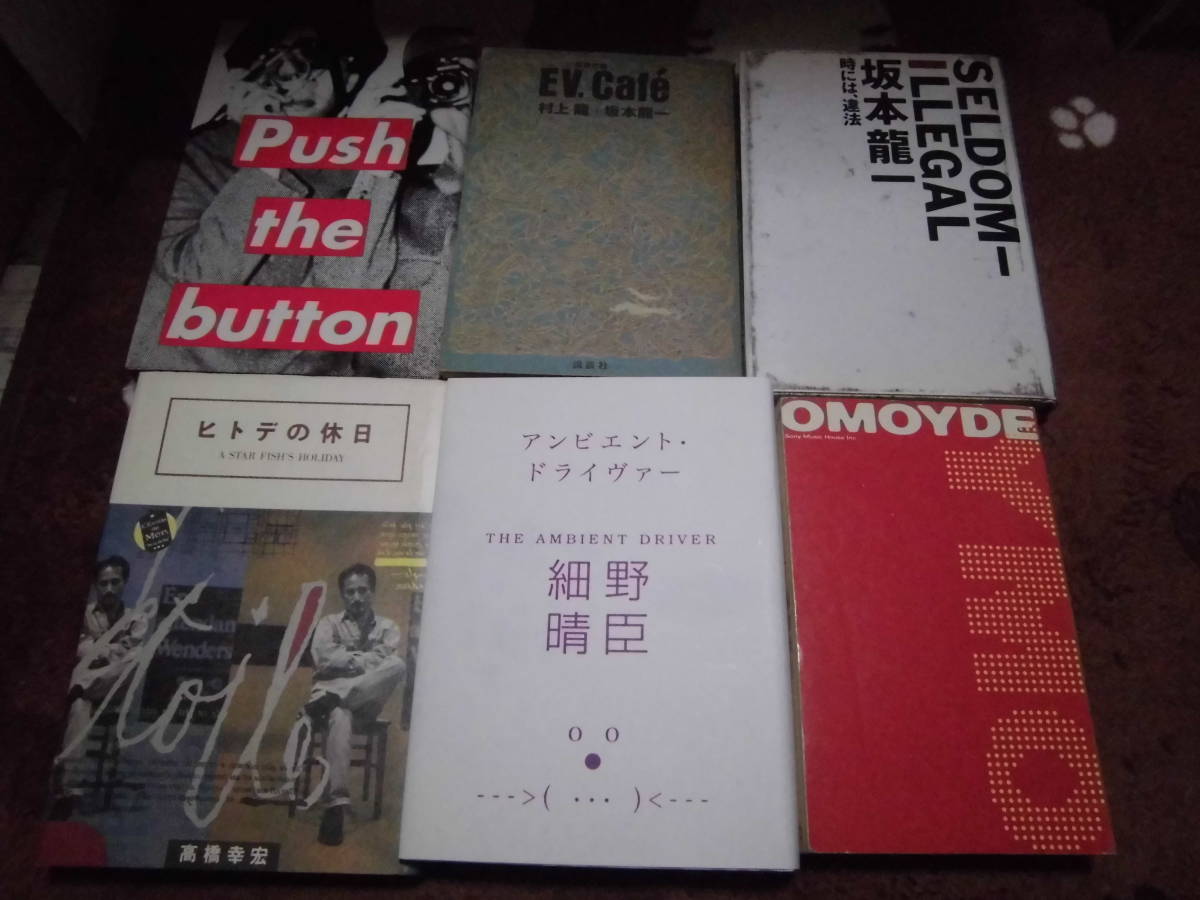 Push
the
button
EV. Café
村上龍 坂本龍一
講談社
SELDOM–
ILLEGAL
坂本龍一
時には、違法
ヒトデの休日
A STAR FISH'S HOLIDAY
Wenders
高橋幸宏
アンビエント・
ドライヴァー
THE AMBIENT DRIVER
細野
晴臣
o o
--->( ... )<---
OMOYDE
Sony Music House Inc.
YMO